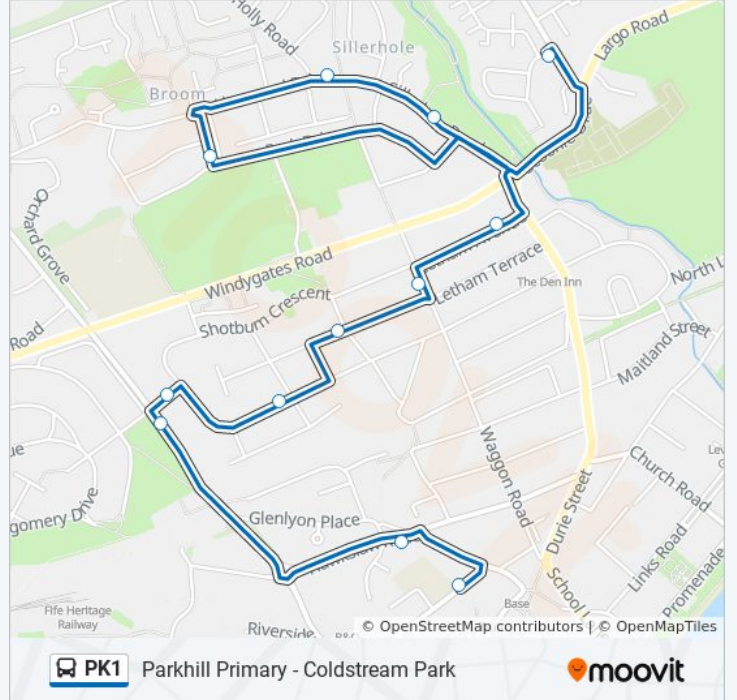 Holly Road
Sillerhole
Largo Road
Broom
Orchard Grove
Windygates Road
Letham Terrace
The Den Inn
North L
Shotburn Crescent
Road
Maitland Street
Waggon Road
Church Road
Durie Street
Glenlyon Place
gomery Drive
Links Road
Promenade
School
Base
Fife Heritage
Railway
Riverside
© OpenStreetMap contributors | © OpenMapTiles
PK1 Parkhill Primary - Coldstream Park
moovit